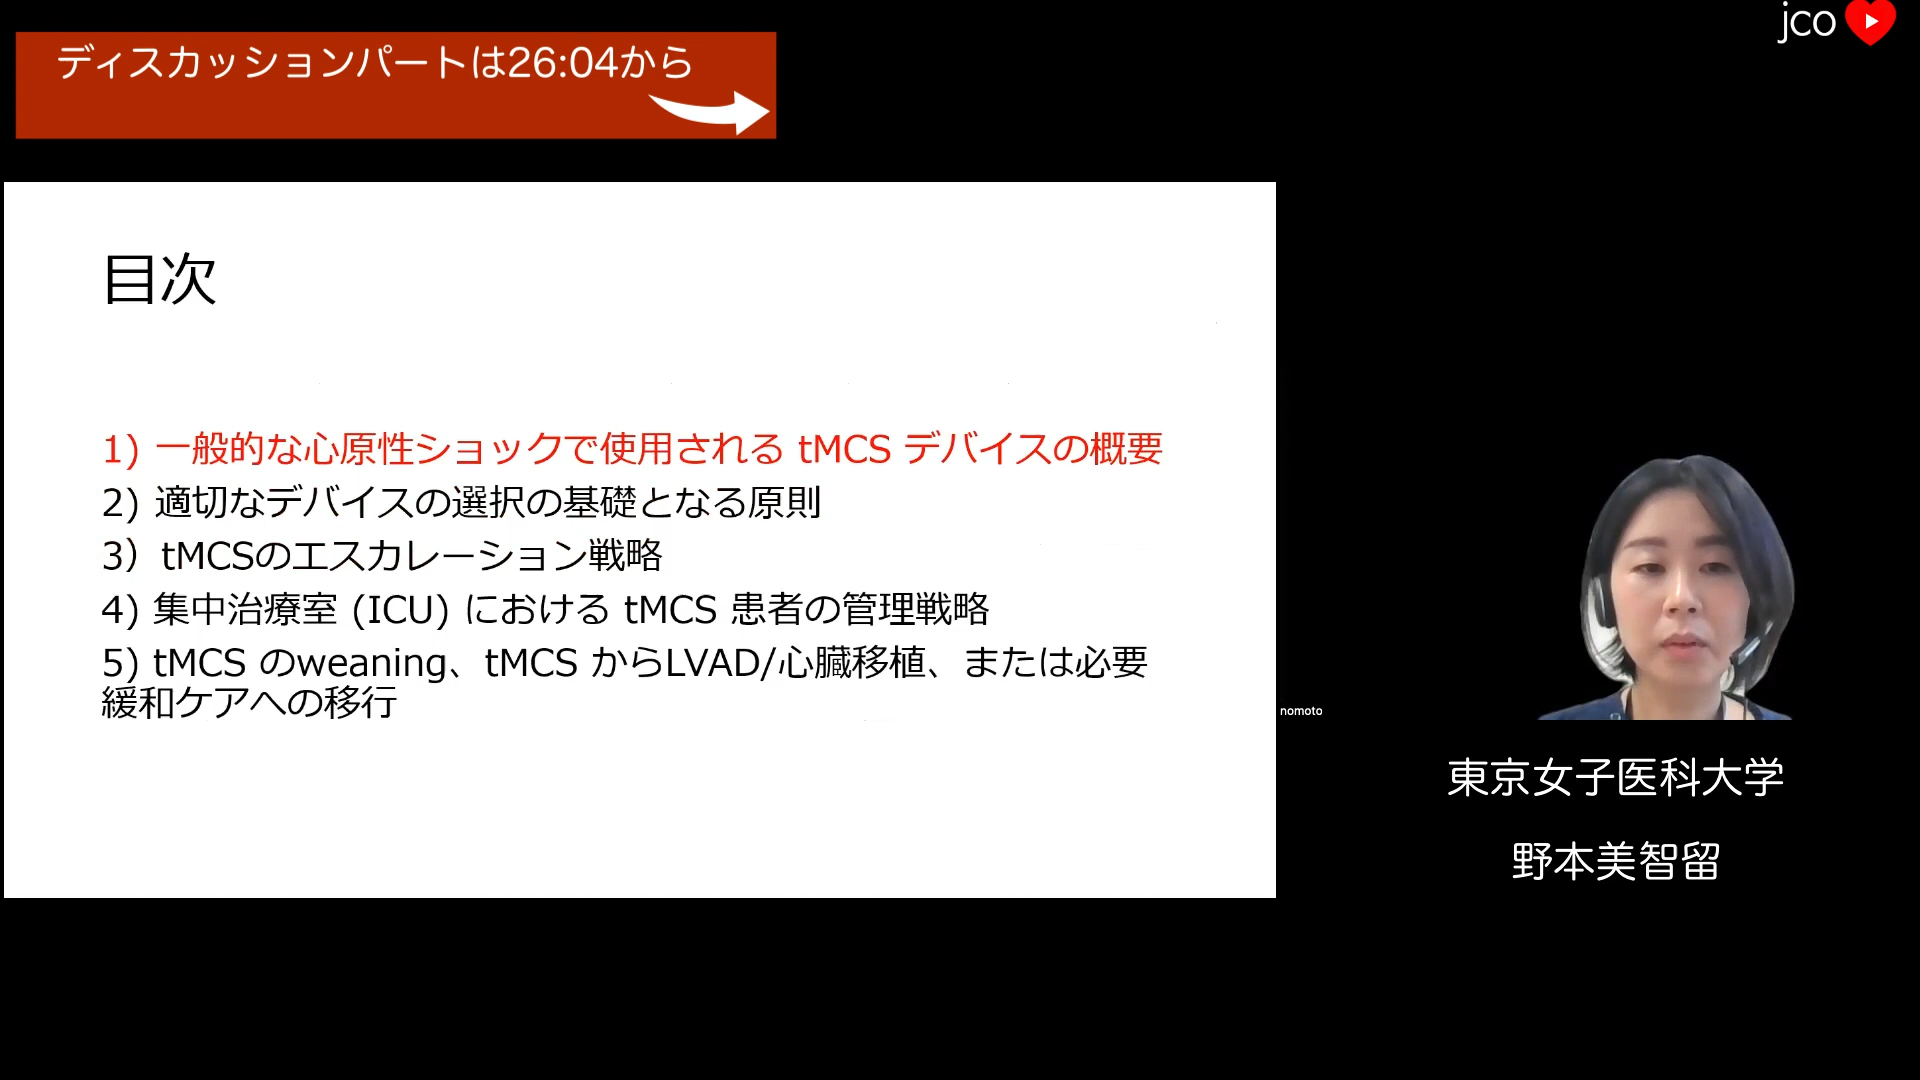 jco
ディスカッションパートは26:04から
目次
1) 一般的な心原性ショックで使用される tMCS デバイスの概要
2) 適切なデバイスの選択の基礎となる原則
3）tMCSのエスカレーション戦略
4) 集中治療室 (ICU) における tMCS 患者の管理戦略
5) tMCS のweaning、tMCS からLVAD/心臓移植、または必要
緩和ケアへの移行
nomoto
東京女子医科大学
野本美智留